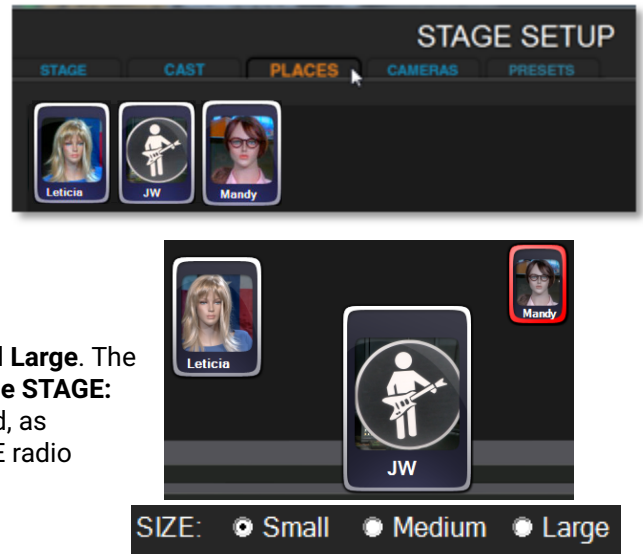 STAGE SETUP
STAGE CAST PLACES CAMERAS PRESETS
Leticia JW Mandy
Mandy
Leticia
l Large. The
e STAGE:
d, as
E radio
JW
SIZE: Small Medium Large